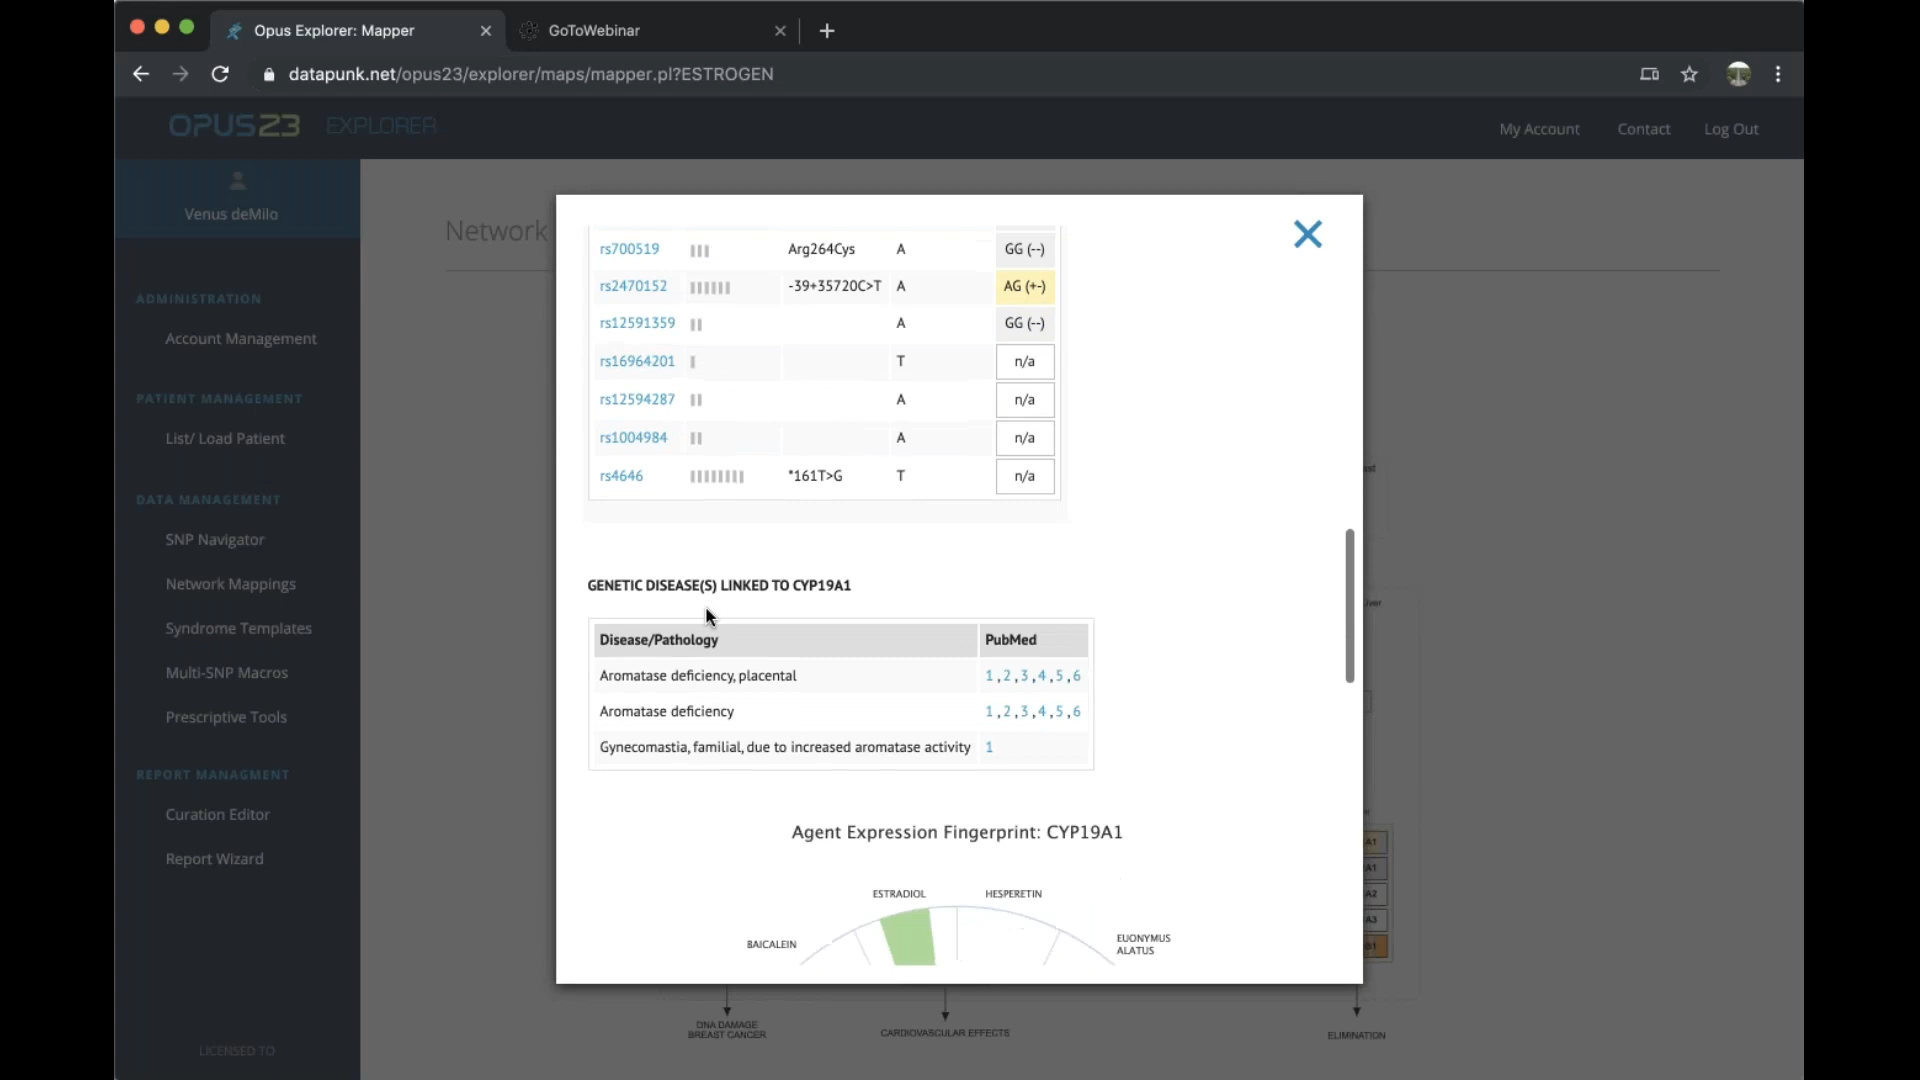 Opus Explorer: Mapper
GoToWebinar
datapunk.net/opus23/explorer/maps/mapper.pl?ESTROGEN
OPUS23 EXPLORER
My Account
Contact
Log Out
Venus deMilo
Network
ADMINISTRATION
Account Management
PATIENT MANAGEMENT
List/ Load Patient
DATA MANAGEMENT
SNP Navigator
Network Mappings
Syndrome Templates
Multi-SNP Macros
Prescriptive Tools
REPORT MANAGMENT
Curation Editor
Report Wizard
LICENSED TO
rs700519 Arg264Cys A GG (--)
rs2470152 -39+35720C>T A AG (+-)
rs12591359 A GG (--)
rs16964201 T n/a
rs12594287 A n/a
rs1004984 A n/a
rs4646 *161T>G T n/a
GENETIC DISEASE(S) LINKED TO CYP19A1
Disease/Pathology PubMed
Aromatase deficiency, placental 1,2,3,4,5,6
Aromatase deficiency 1,2,3,4,5,6
Gynecomastia, familial, due to increased aromatase activity 1
Agent Expression Fingerprint: CYP19A1
ESTRADIOL
HESPERETIN
BAICALEIN
EUONYMUS
ALATUS
DNA DAMAGE
BREAST CANCER
CARDIOVASCULAR EFFECTS
ELIMINATION